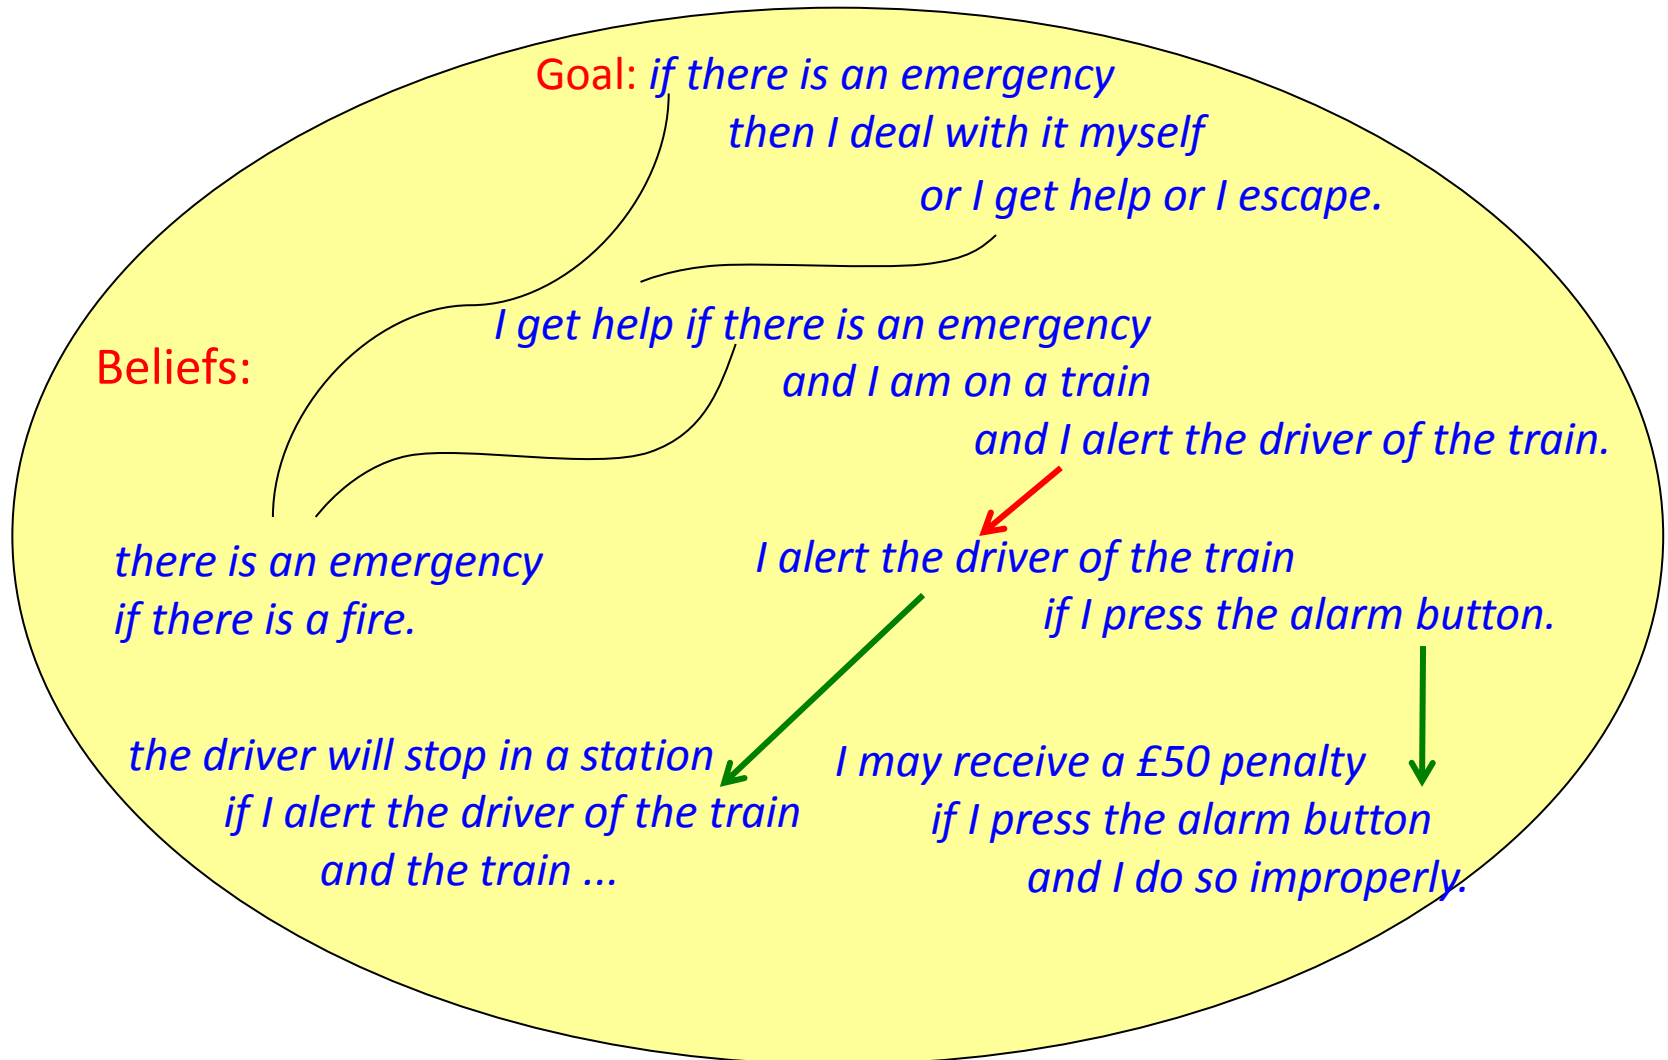 Goal: if there is an emergency
then I deal with it myself
or I get help or I escape.
I get help if there is an emergency
Beliefs:
and I am on a train
and I alert the driver of the train.
there is an emergency
if there is a fire.
I alert the driver of the train
if I press the alarm button.
the driver will stop in a station
if I alert the driver of the train
and the train ...
I may receive a £50 penalty
if I press the alarm button
and I do so improperly.